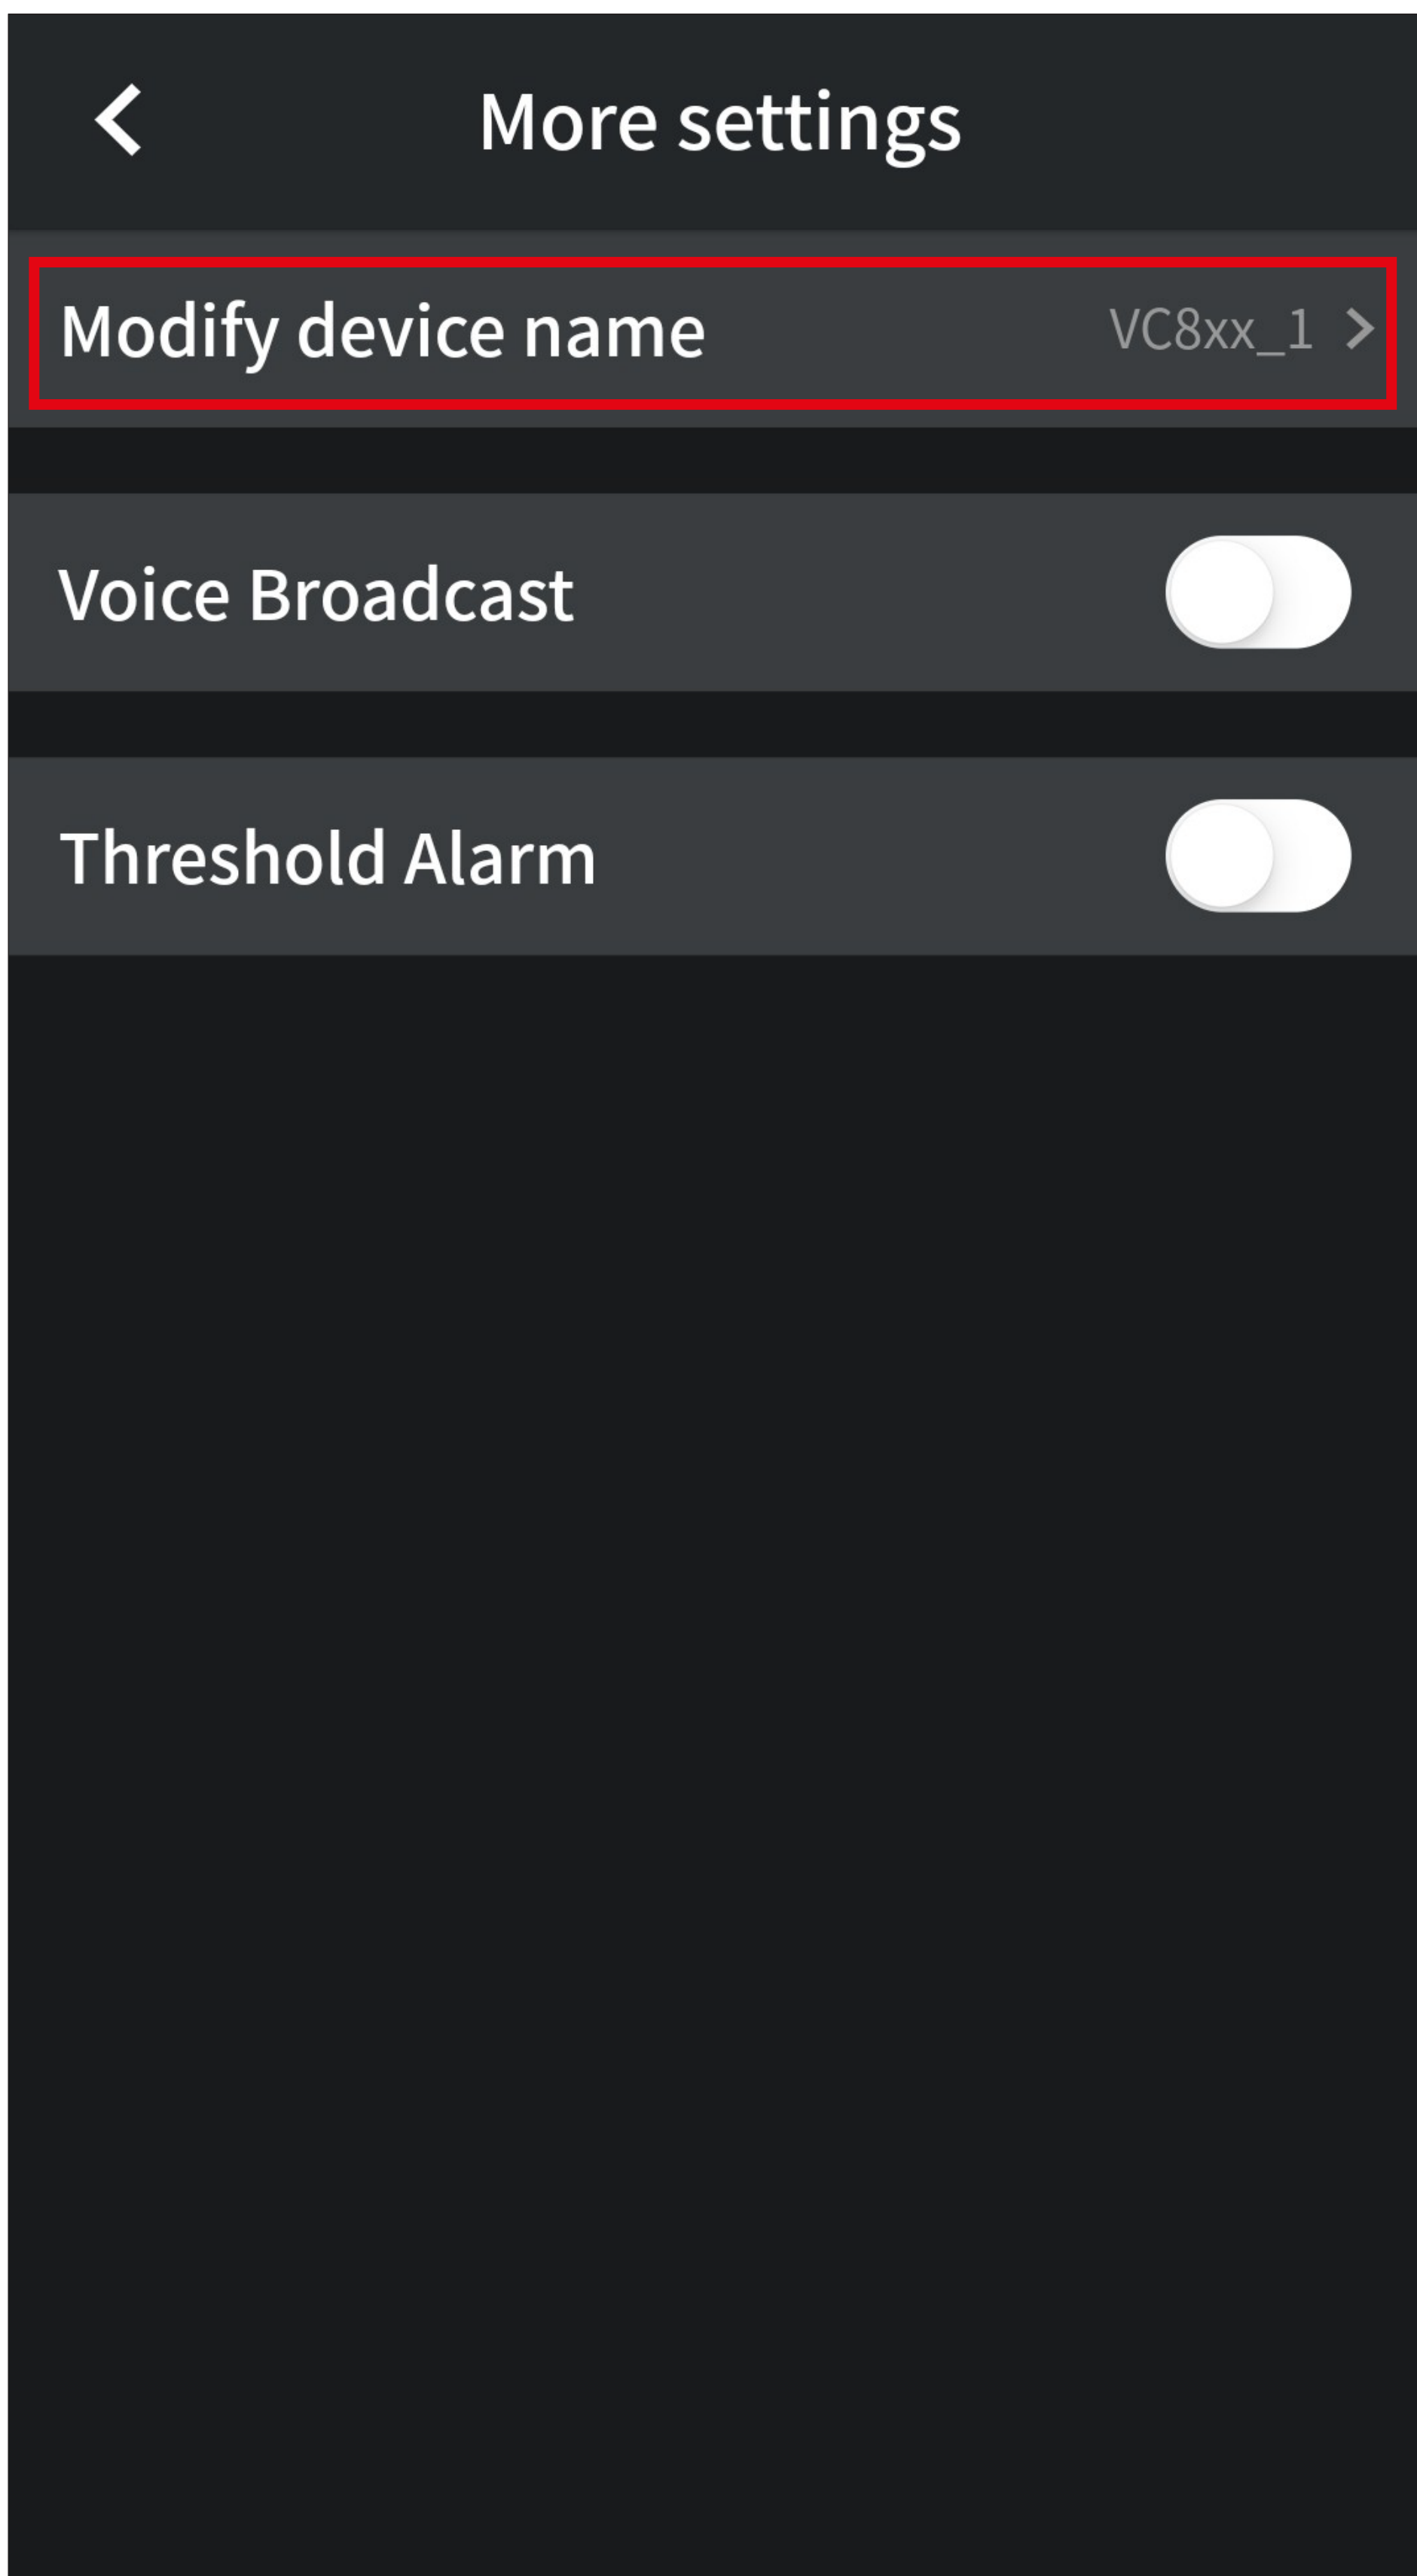 More settings
Modify device name VC8xx_1
Voice Broadcast
Threshold Alarm